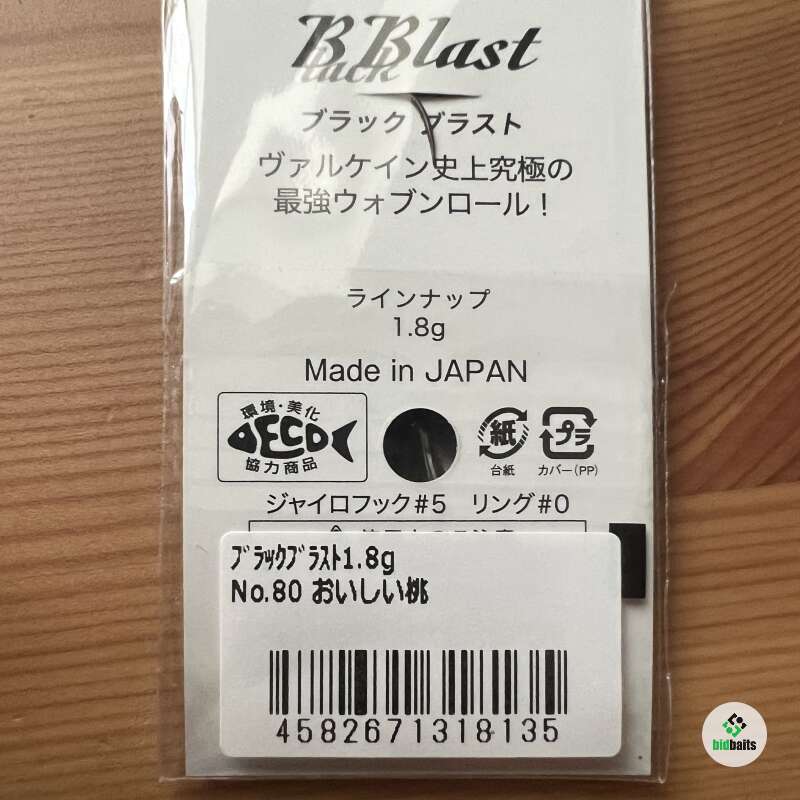 Black Blast
ブラック ブラスト
ヴァルケイン史上究極の
最強ウォブンロール！
ラインナップ
1.8g
Made in JAPAN
環境・美化
DECO
協力商品
紙
台紙
プラ
カバー(PP)
ジャイロフック#5 リング#0
ﾌﾞﾗｯｸﾌﾞﾗｽﾄ1.8g
No.80 おいしい桃
4582671318135
bidbaits